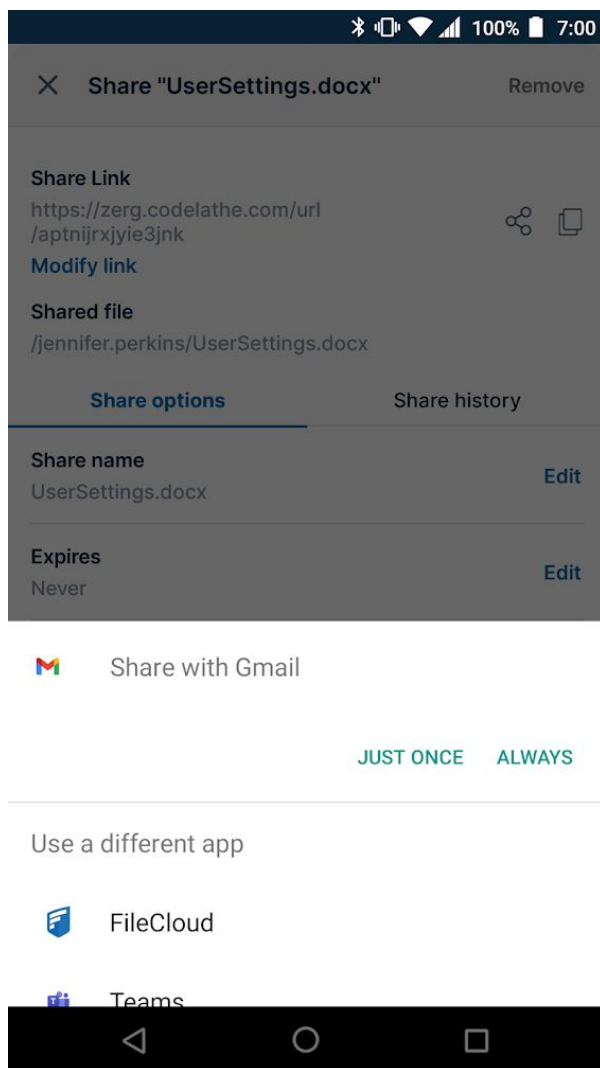 100% 7:00
Share "UserSettings.docx" Remove
Share Link
https://zerg.codelathe.com/url
/aptnijrxjyie3jnk
Modify link
Shared file
/jennifer.perkins/UserSettings.docx
Share options Share history
Share name
Edit
UserSettings.docx
Expires
Edit
Never
Share with Gmail
JUST ONCE ALWAYS
Use a different app
FileCloud
Teams